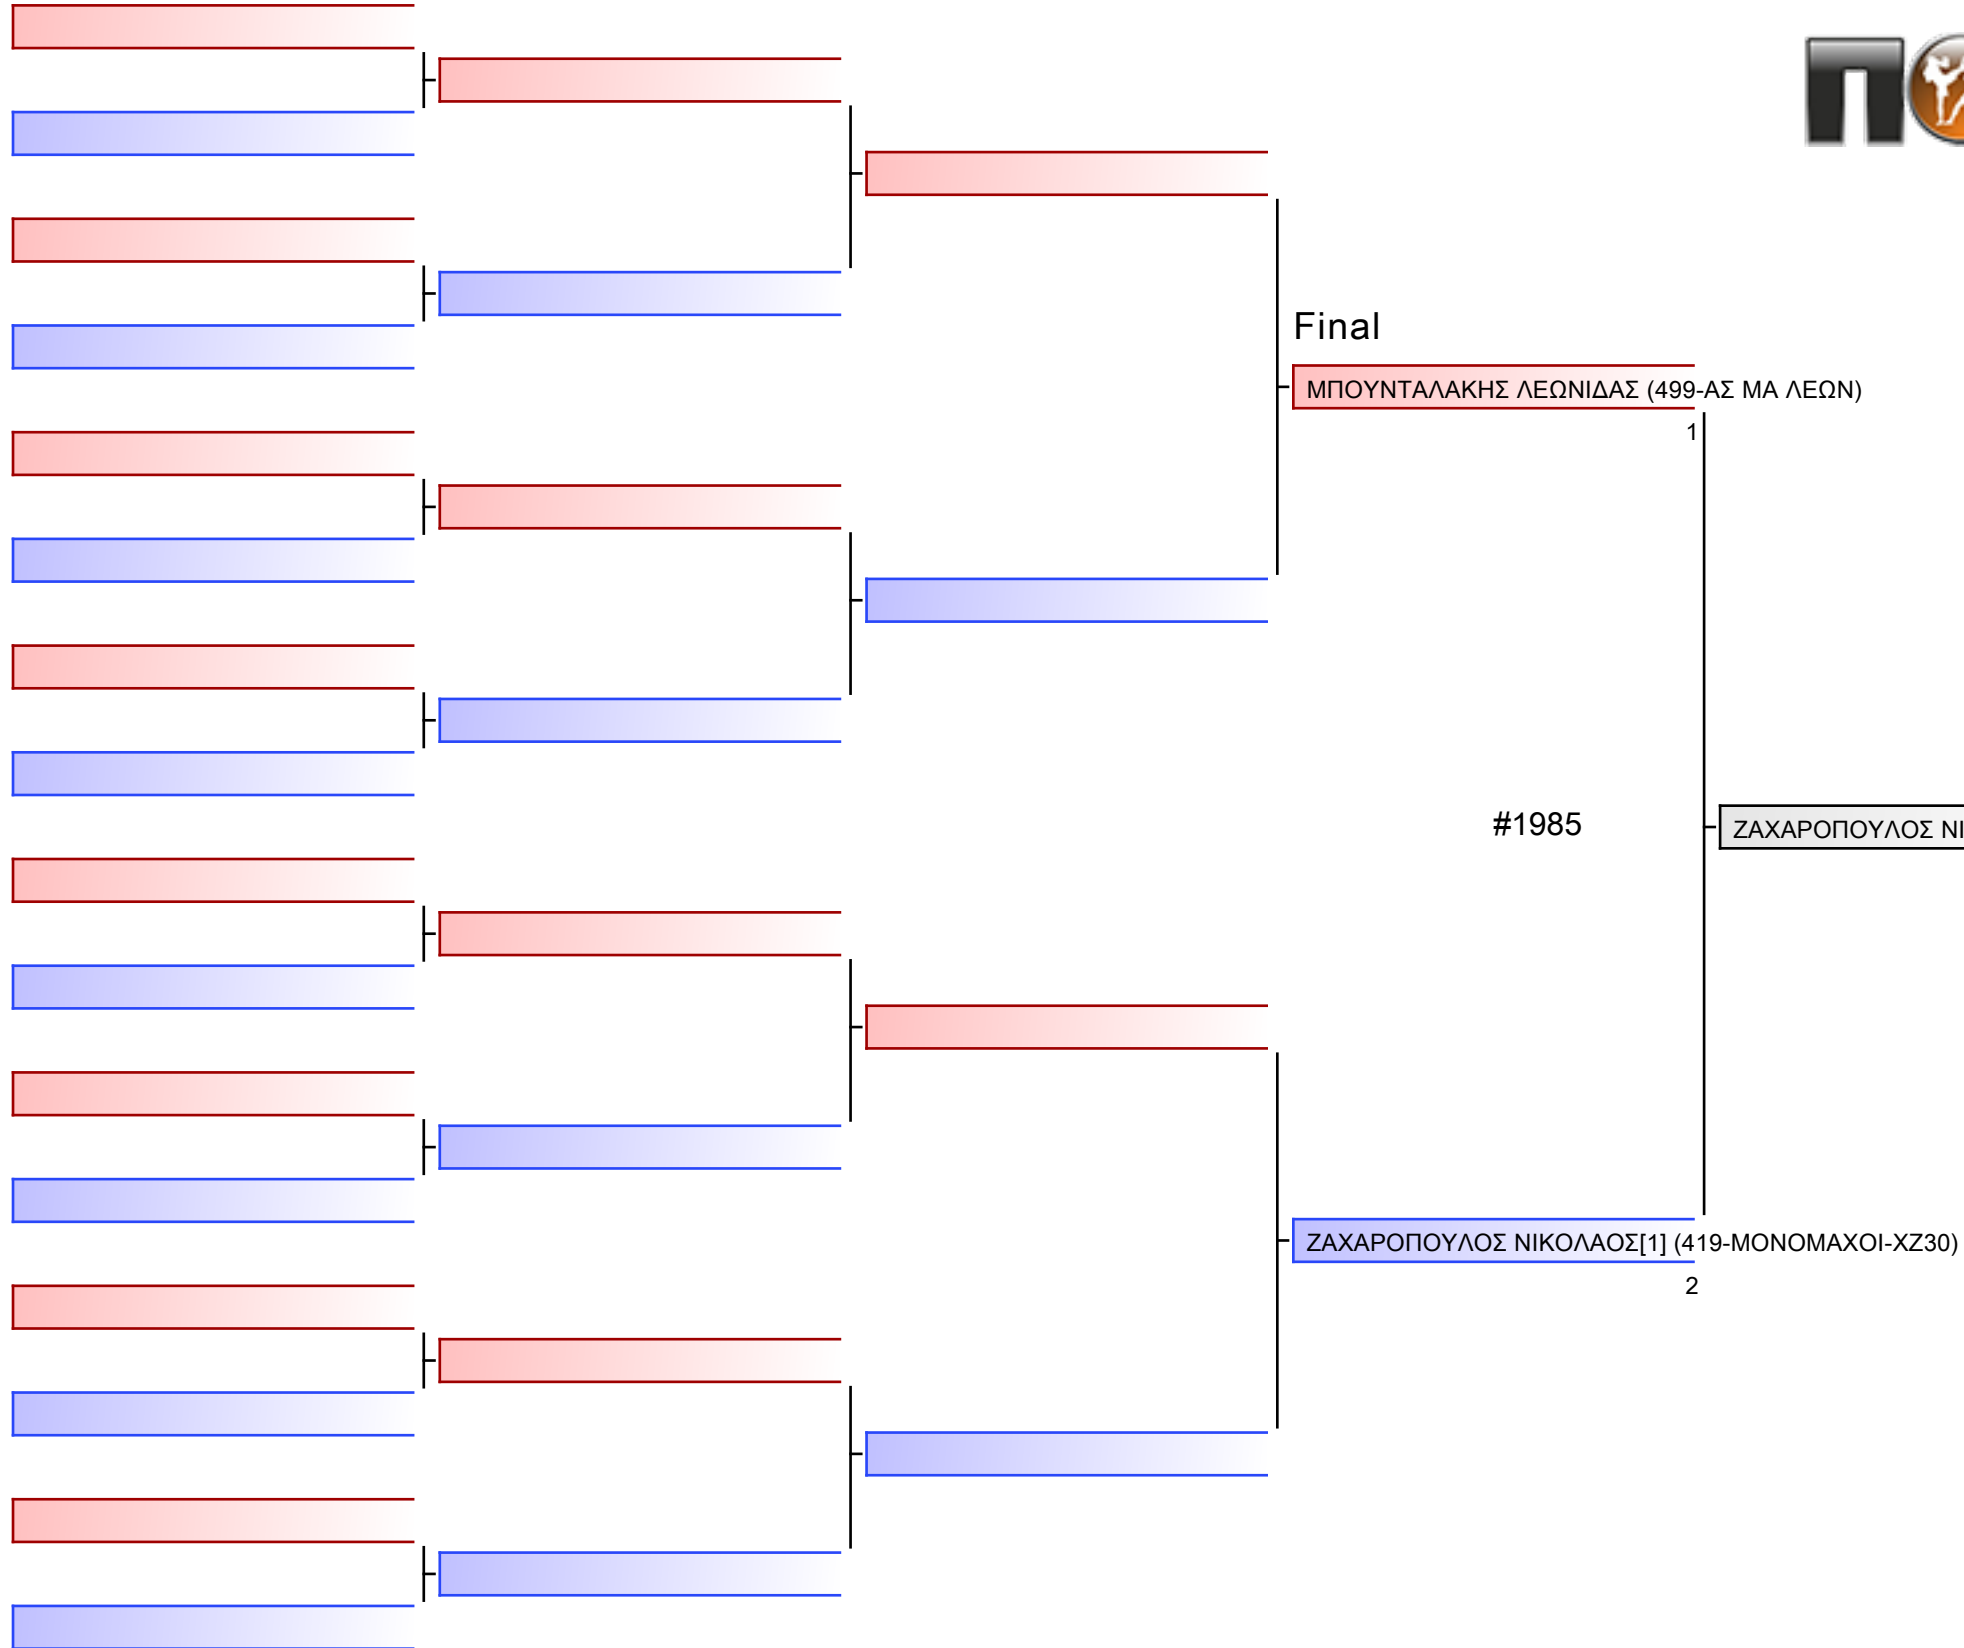 Final
ΜΠΟΥΝΤΑΛΑΚΗΣ ΛΕΩΝΙΔΑΣ (499-ΑΣ ΜΑ ΛΕΩΝ)
1
#1985
ΖΑΧΑΡΟΠΟΥΛΟΣ
ΖΑΧΑΡΟΠΟΥΛΟΣ ΝΙΚΟΛΑΟΣ[1] (419-ΜΟΝΟΜΑΧΟΙ-ΧΖ30)
2